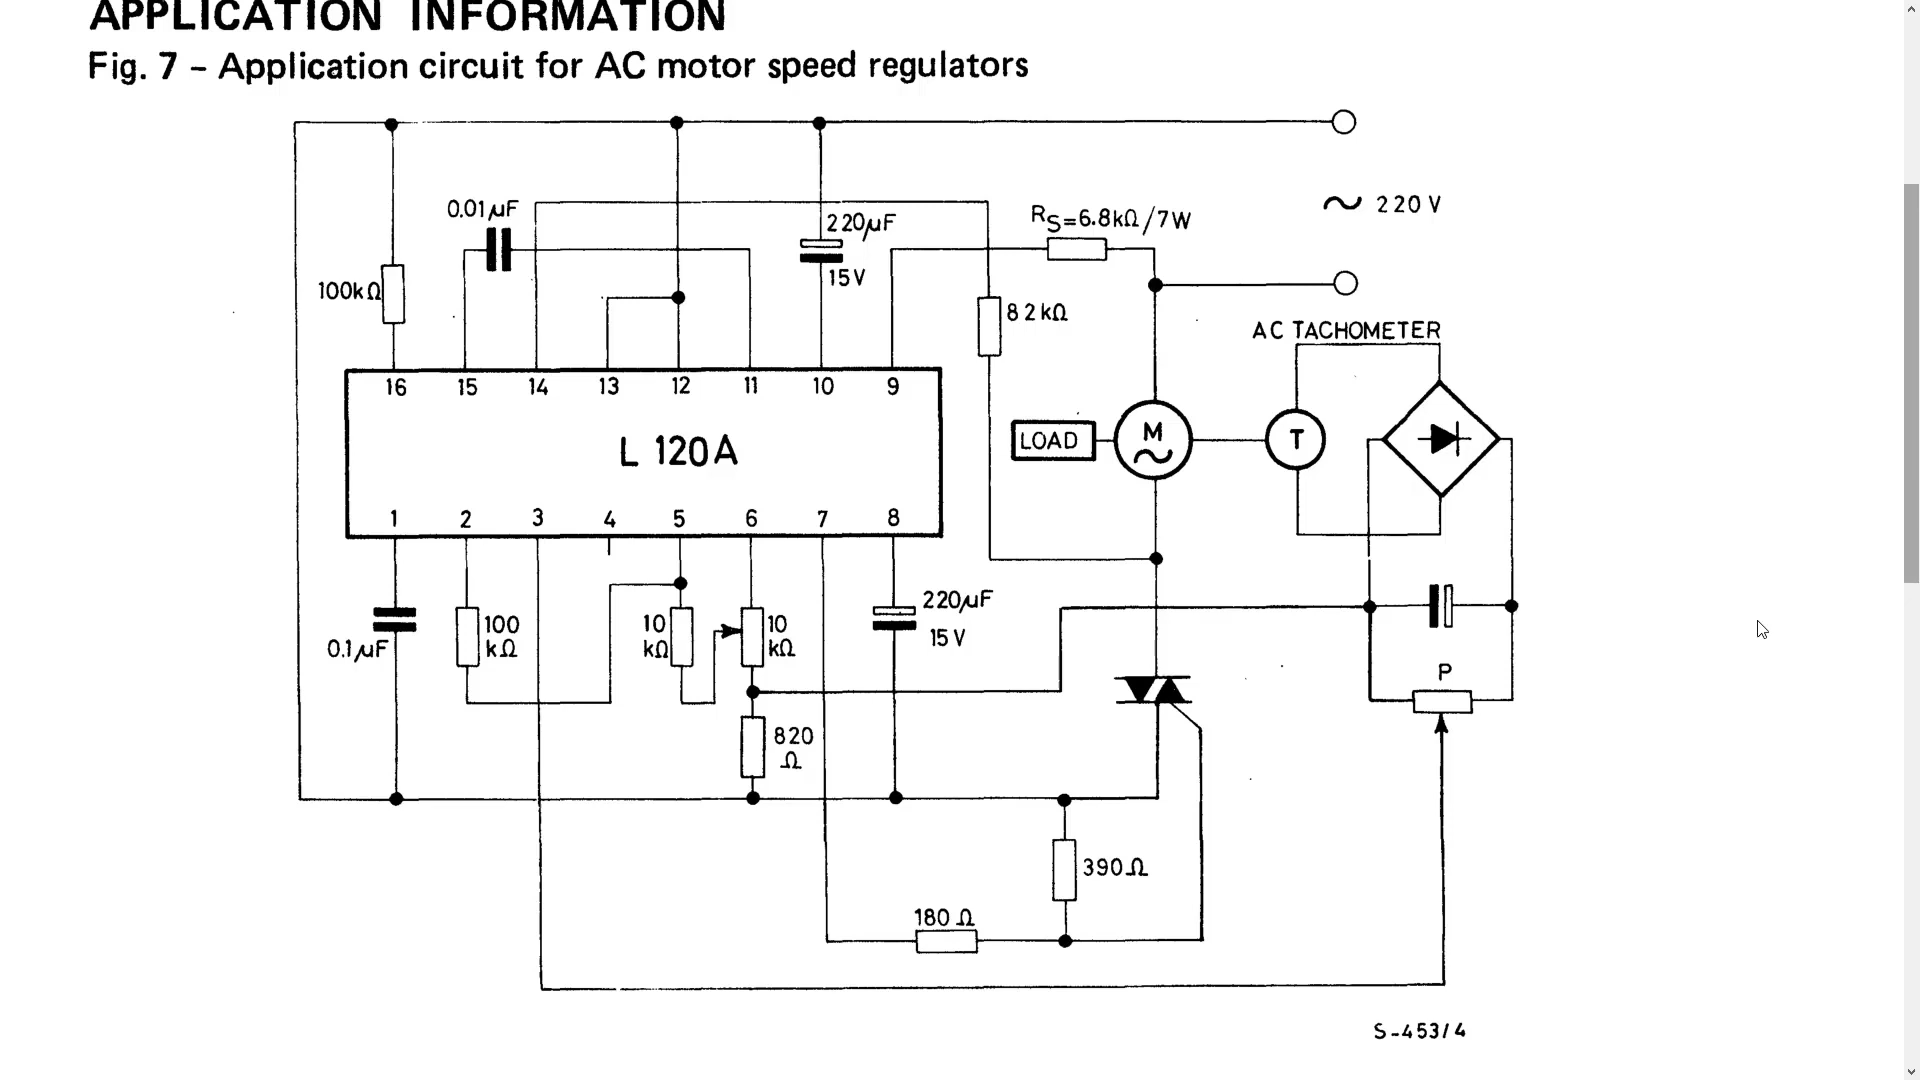 APPLICATION INFORMATION
Fig. 7 – Application circuit for AC motor speed regulators
0.01µF
220µF
15V
RS=6.8kΩ/7W
~ 220 V
100kΩ
82kΩ
AC TACHOMETER
16 15 14 13 12 11 10 9
L 120A
LOAD
M
~
T
1 2 3 4 5 6 7 8
0.1µF
100
kΩ
10
kΩ
10
kΩ
220µF
15V
P
820
Ω
390Ω
180 Ω
S-453/4